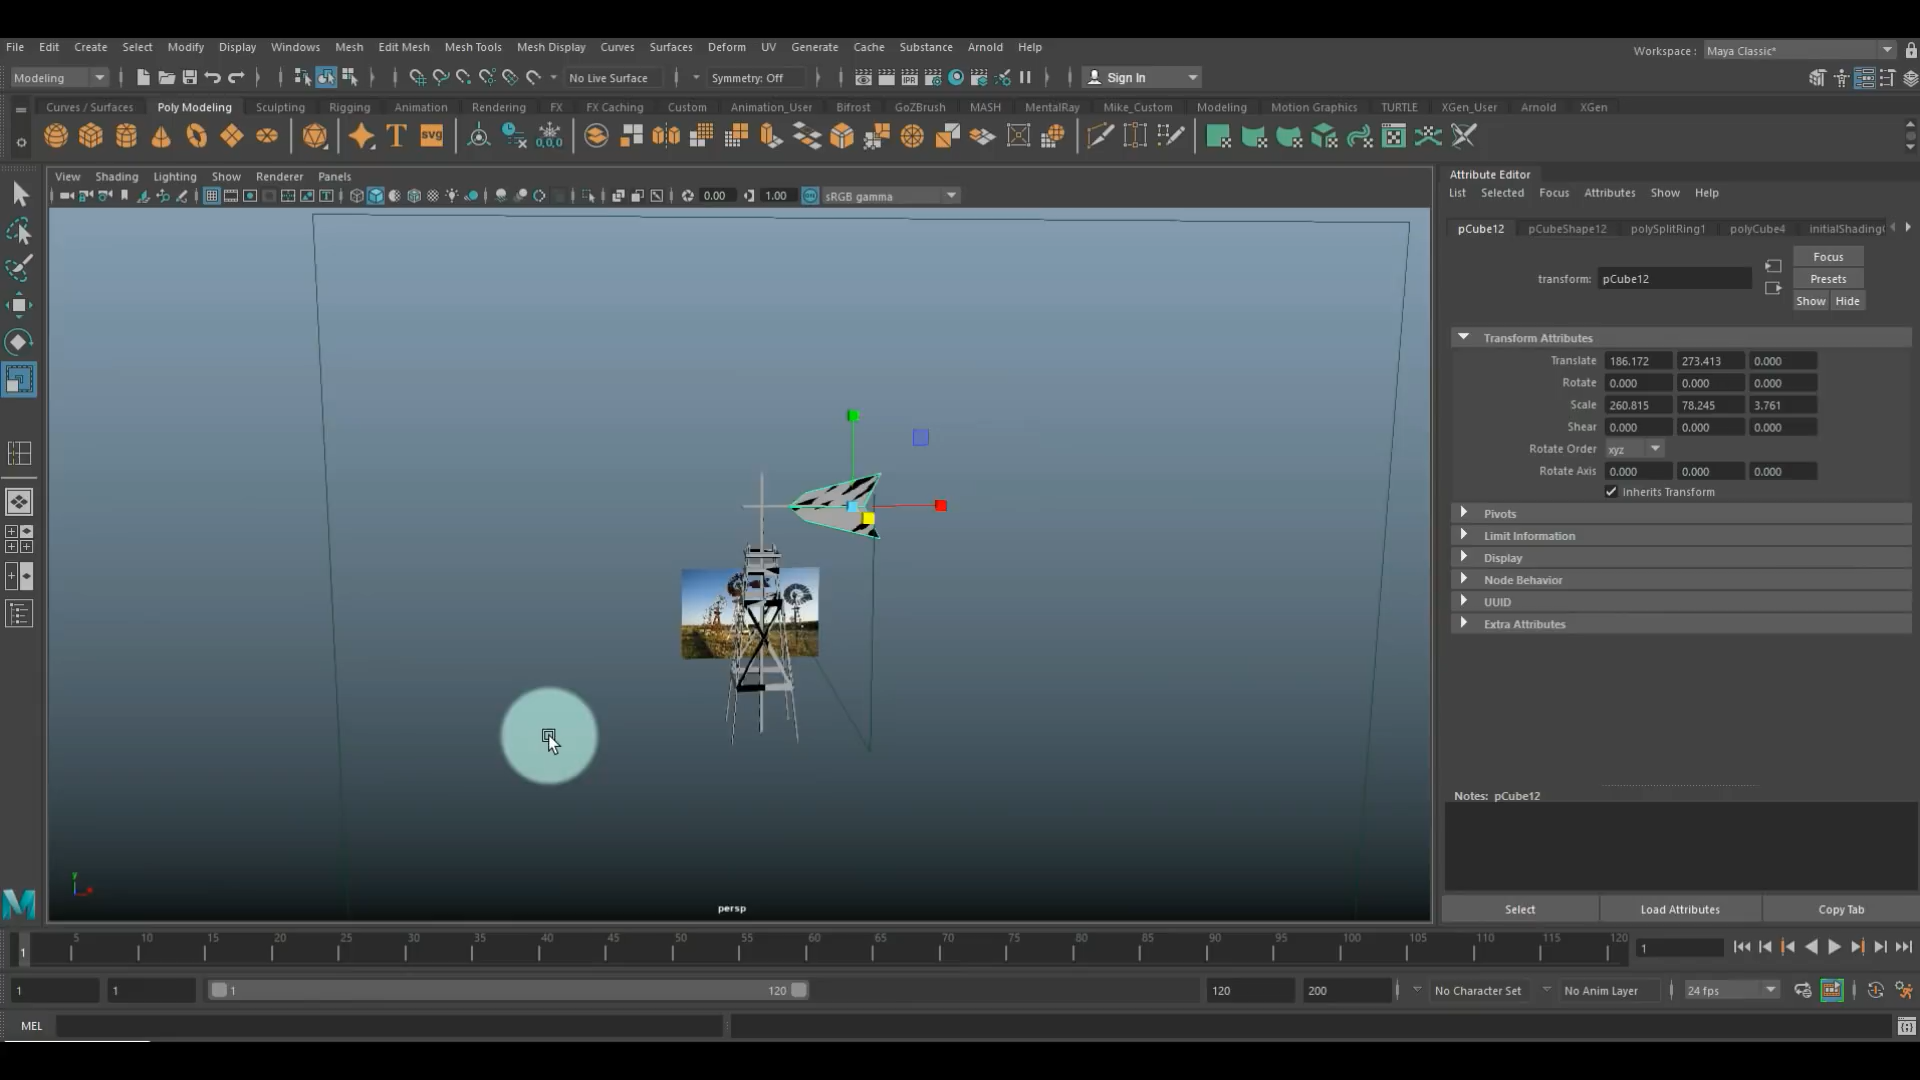 File Edit Create Select Modify Display Windows Mesh Edit Mesh Mesh Tools Mesh Display Curves Surfaces Deform UV Generate Cache Substance Arnold Help
Workspace : Maya Classic*
Modeling No Live Surface Symmetry: Off Sign In
Curves / Surfaces Poly Modeling Sculpting Rigging Animation Rendering FX FX Caching Custom Animation_User Bifrost GoZBrush MASH MentalRay Mike_Custom Modeling Motion Graphics TURTLE XGen_User Arnold XGen
T SVG 0,0,0
View Shading Lighting Show Renderer Panels
0.00 1.00 sRGB gamma
Attribute Editor
List Selected Focus Attributes Show Help
pCube12 pCubeShape12 polySplitRing1 polyCube4 initialShading
Focus
transform: pCube12
Presets
Show Hide
Transform Attributes
Translate 186.172 273.413 0.000
Rotate 0.000 0.000 0.000
Scale 260.815 78.245 3.761
Shear 0.000 0.000 0.000
Rotate Order xyz
Rotate Axis 0.000 0.000 0.000
Inherits Transform
Pivots
Limit Information
Display
Node Behavior
UUID
Extra Attributes
Notes: pCube12
y
persp
Select Load Attributes Copy Tab
5 10 15 20 25 30 35 40 45 50 55 60 65 70 75 80 85 90 95 100 105 110 115 120
1 1
1 1 1 120 120 200 No Character Set No Anim Layer 24 fps
MEL